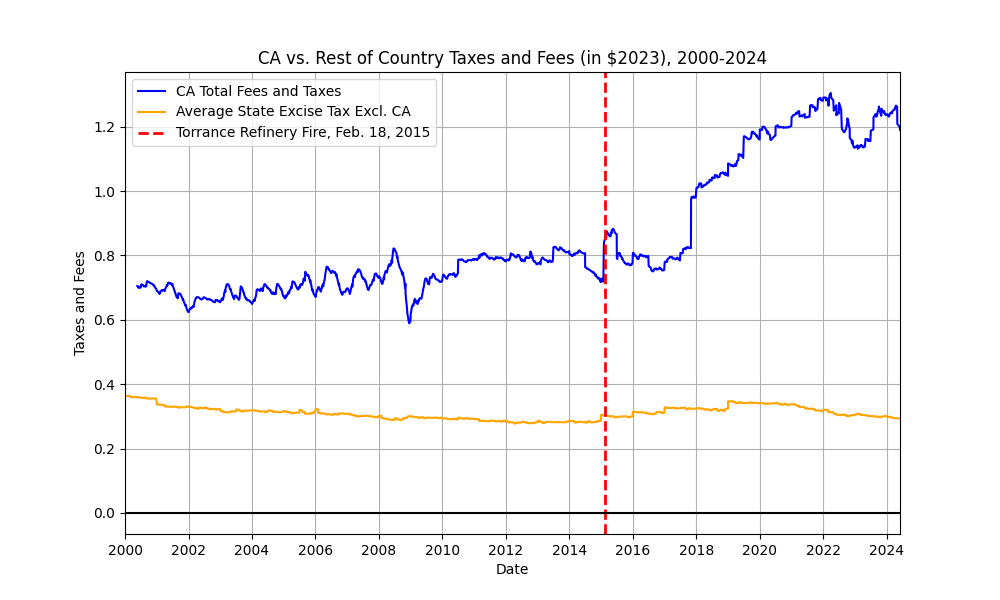 CA vs. Rest of Country Taxes and Fees (in $2023), 2000-2024
CA Total Fees and Taxes
Average State Excise Tax Excl. CA
Torrance Refinery Fire, Feb. 18, 2015
Taxes and Fees
1.2
1.0
0.8
0.6
0.4
0.2
0.0
2000 2002 2004 2006 2008 2010 2012 2014 2016 2018 2020 2022 2024
Date